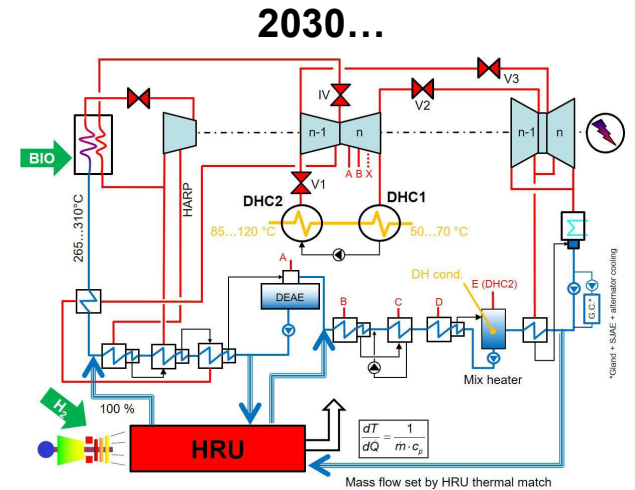 2030…
V3
IV
V2
n-1
n
n-1
n
BIO
A B X
V1
HARP
DHC2
DHC1
265…310°C
85…120 °C
50…70 °C
A
DH cond.
E (DHC2)
DEAE
B
C
D
G.C.
*Gland + SJAE + alternator cooling
Mix heater
H2
100 %
HRU
dT/dQ̇ = 1/(ṁ·cp)
Mass flow set by HRU thermal match